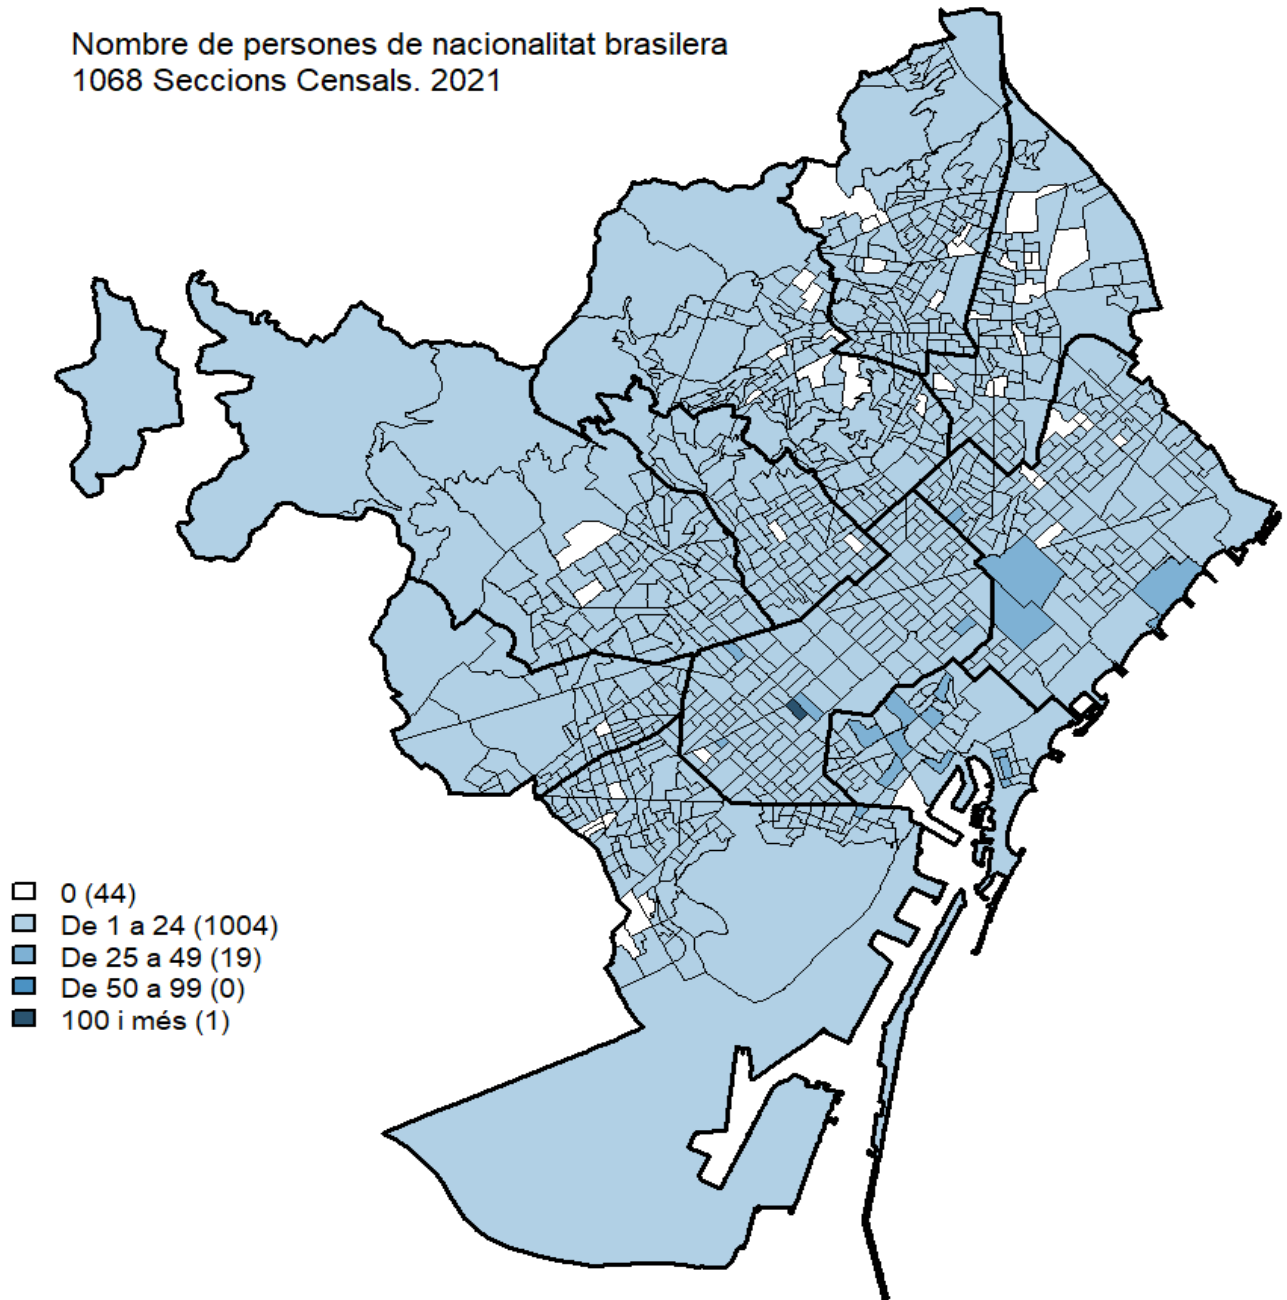 Nombre de persones de nacionalitat brasilera
1068 Seccions Censals. 2021
0 (44)
De 1 a 24 (1004)
De 25 a 49 (19)
De 50 a 99 (0)
100 i més (1)